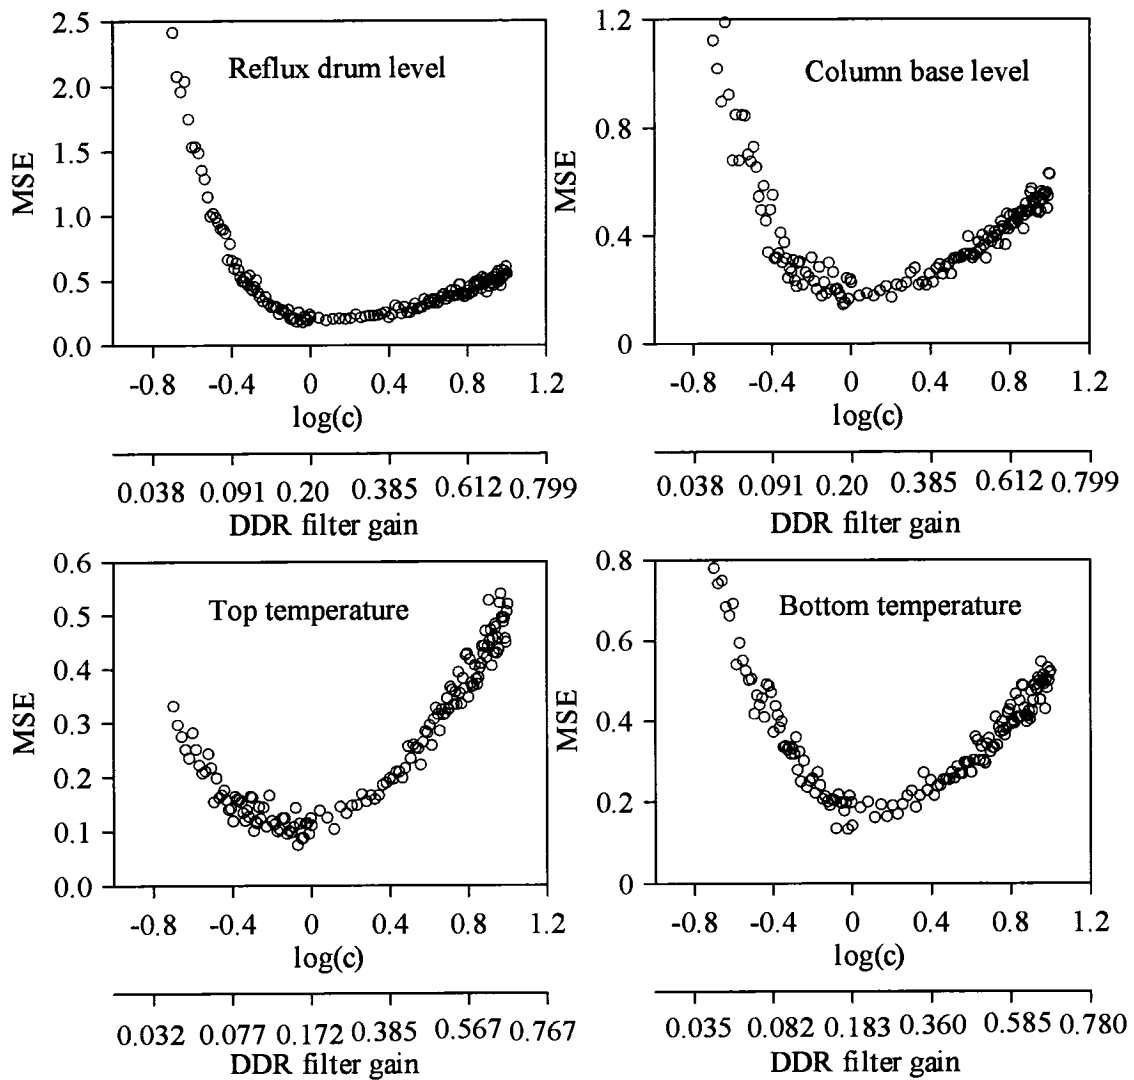 2.5
Reflux drum level
2.0
1.5
MSE
1.0
0.5
0.0
-0.8 -0.4 0 0.4 0.8 1.2
log(c)
0.038 0.091 0.20 0.385 0.612 0.799
DDR filter gain
1.2
Column base level
0.8
MSE
0.4
0
-0.8 -0.4 0 0.4 0.8 1.2
log(c)
0.038 0.091 0.20 0.385 0.612 0.799
DDR filter gain
0.6
Top temperature
0.5
0.4
MSE
0.3
0.2
0.1
0.0
-0.8 -0.4 0 0.4 0.8 1.2
log(c)
0.032 0.077 0.172 0.385 0.567 0.767
DDR filter gain
0.8
Bottom temperature
0.6
MSE
0.4
0.2
0
-0.8 -0.4 0 0.4 0.8 1.2
log(c)
0.035 0.082 0.183 0.360 0.585 0.780
DDR filter gain